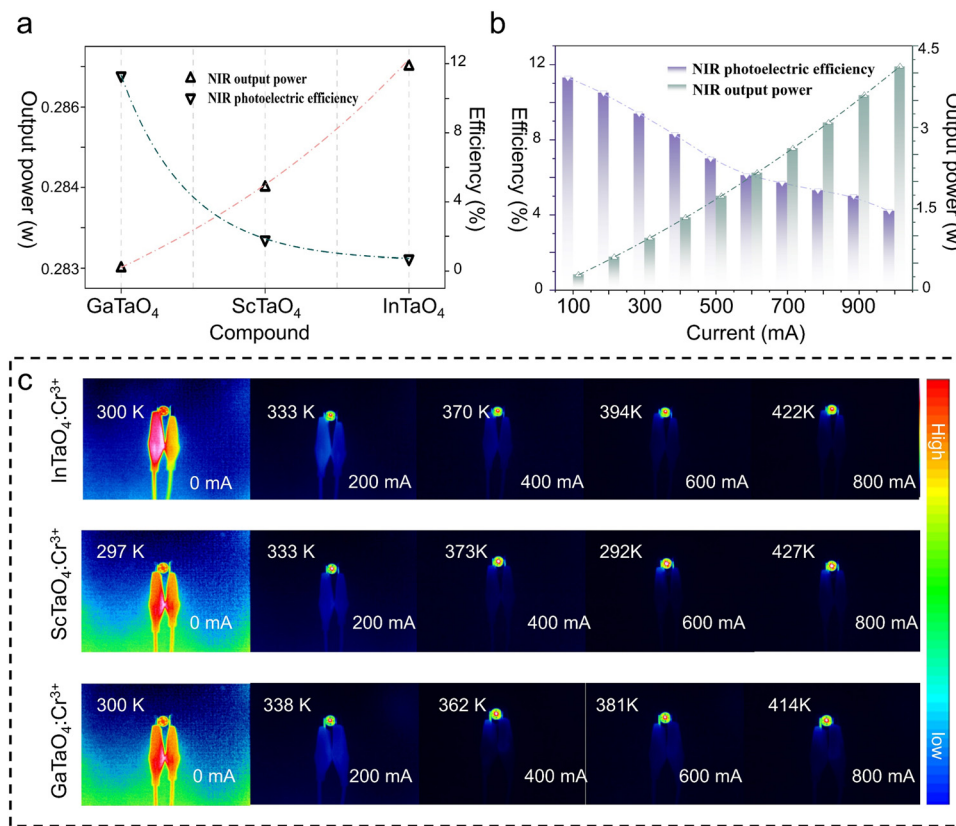 a
NIR output power
NIR photoelectric efficiency
Output power (w)
0.286
0.284
0.283
12
8
4
2
0
Efficiency (%)
GaTaO4
ScTaO4
InTaO4
Compound
b
NIR photoelectric efficiency
NIR output power
Efficiency (%)
12
8
4
0
4.5
3
1.5
0
Output power (w)
100
300
500
700
900
Current (mA)
c
InTaO4:Cr3+
300 K
0 mA
333 K
200 mA
370 K
400 mA
394K
600 mA
422K
800 mA
ScTaO4:Cr3+
297 K
0 mA
333 K
200 mA
373K
400 mA
292K
600 mA
427K
800 mA
GaTaO4:Cr3+
300 K
0 mA
338 K
200 mA
362 K
400 mA
381K
600 mA
414K
800 mA
High
low